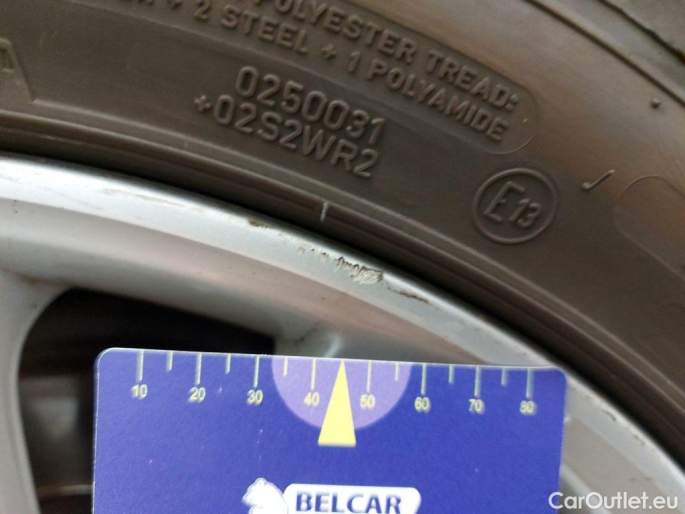 POLYESTER TREAD:
+ 2 STEEL + 1 POLYAMIDE
0250031
+02S2WR2
E13
10 20 30 40 50 60 70 80
BELCAR
CarOutlet.eu